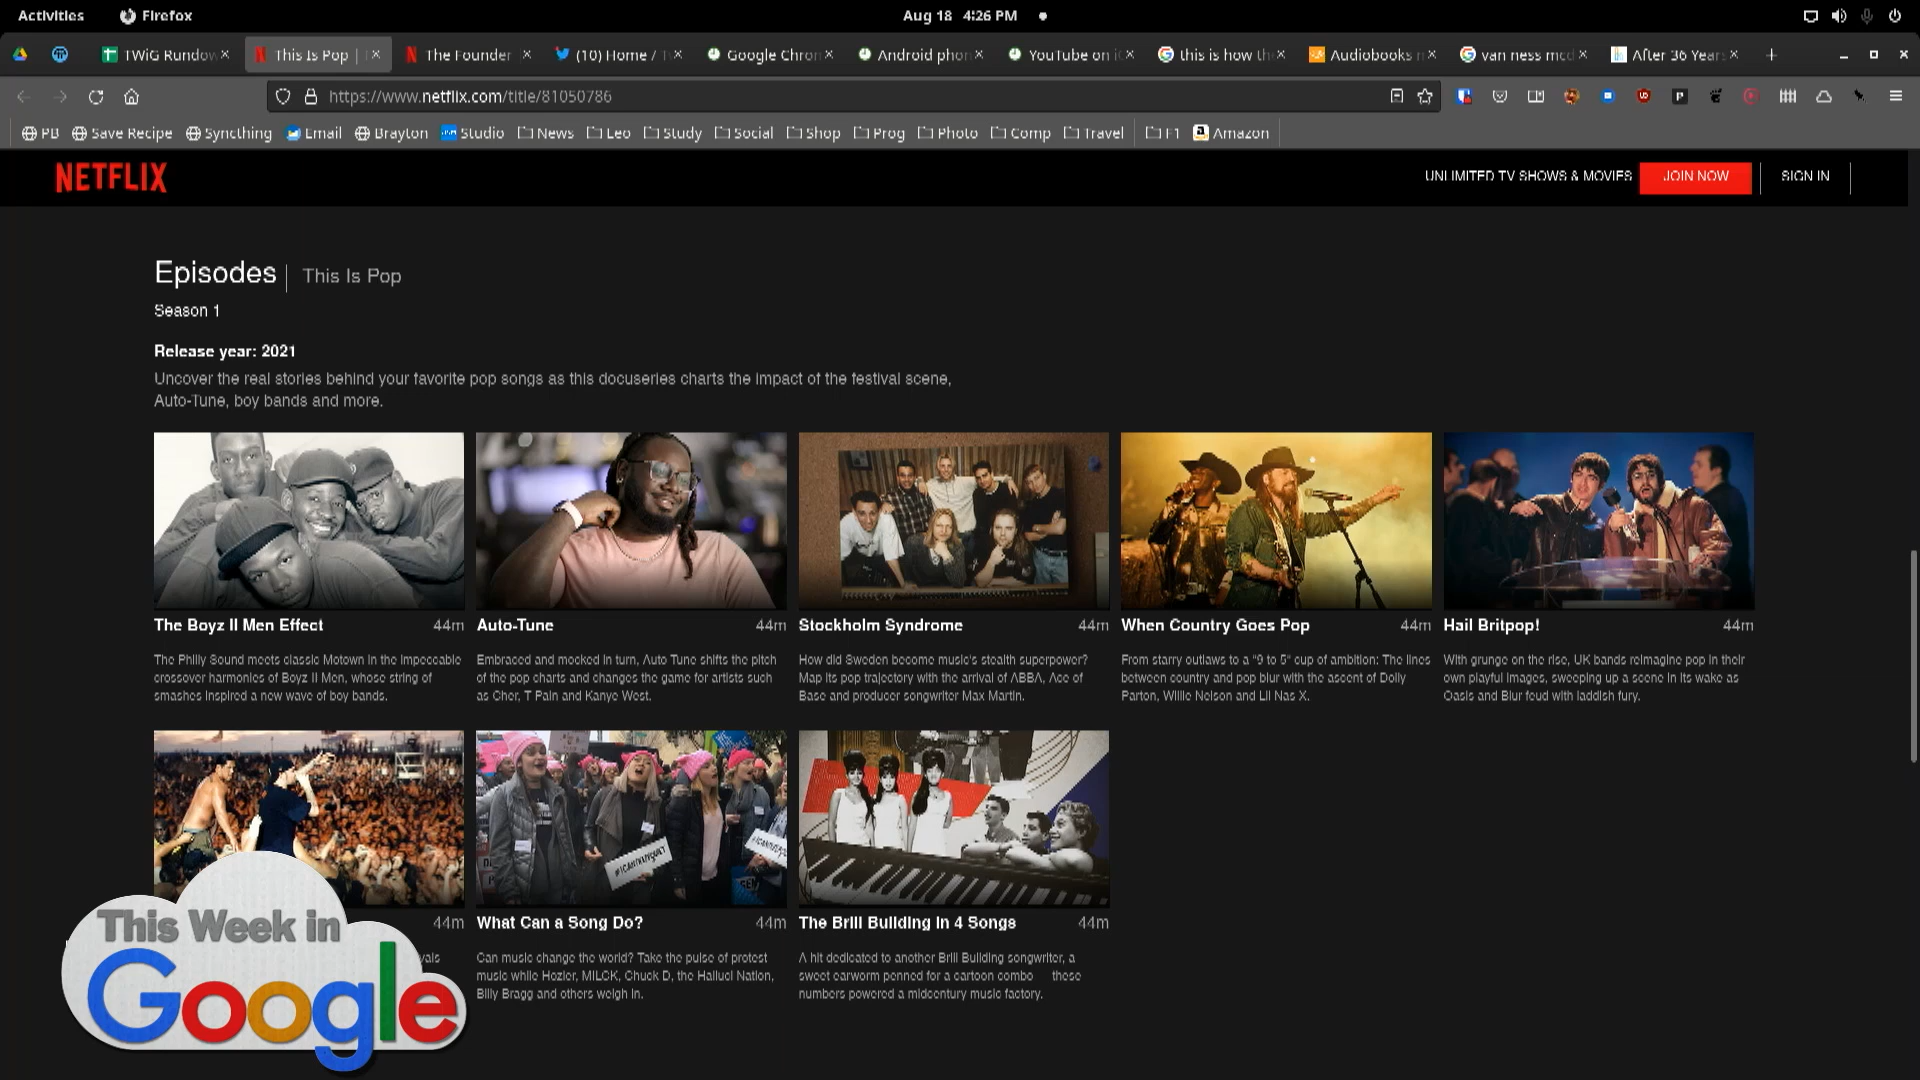 Activities Firefox Aug 18 4:26 PM
TWiG Rundow This Is Pop | The Founder (10) Home / Tw Google Chrom Android phon YouTube on i this is how the Audiobooks van ness mcd After 36 Years
https://www.netflix.com/title/81050786
PB Save Recipe Syncthing Email Brayton Studio News Leo Study Social Shop Prog Photo Comp Travel F1 Amazon
NETFLIX UNLIMITED TV SHOWS & MOVIES JOIN NOW SIGN IN
Episodes | This Is Pop
Season 1
Release year: 2021
Uncover the real stories behind your favorite pop songs as this docuseries charts the impact of the festival scene,
Auto-Tune, boy bands and more.
The Boyz II Men Effect 44m
The Philly Sound meets classic Motown in the impeccable
crossover harmonies of Boyz II Men, whose string of
smashes inspired a new wave of boy bands.
Auto-Tune 44m
Embraced and mocked in turn, Auto Tune shifts the pitch
of the pop charts and changes the game for artists such
as Cher, T Pain and Kanye West.
Stockholm Syndrome 44m
How did Sweden become music's stealth superpower?
Map its pop trajectory with the arrival of ABBA, Ace of
Base and producer songwriter Max Martin.
When Country Goes Pop 44m
From starry outlaws to a "9 to 5" cup of ambition: The lines
between country and pop blur with the ascent of Dolly
Parton, Willie Nelson and Lil Nas X.
Hail Britpop! 44m
With grunge on the rise, UK bands reimagine pop in their
own playful images, sweeping up a scene in its wake as
Oasis and Blur feud with laddish fury.
44m
vals
What Can a Song Do? 44m
Can music change the world? Take the pulse of protest
music while Hozier, MILCK, Chuck D, the Halluci Nation,
Billy Bragg and others weigh in.
The Brill Building in 4 Songs 44m
A hit dedicated to another Brill Building songwriter, a
sweet earworm penned for a cartoon combo these
numbers powered a midcentury music factory.
#ICANTKEEPQUIET
This Week in
Google